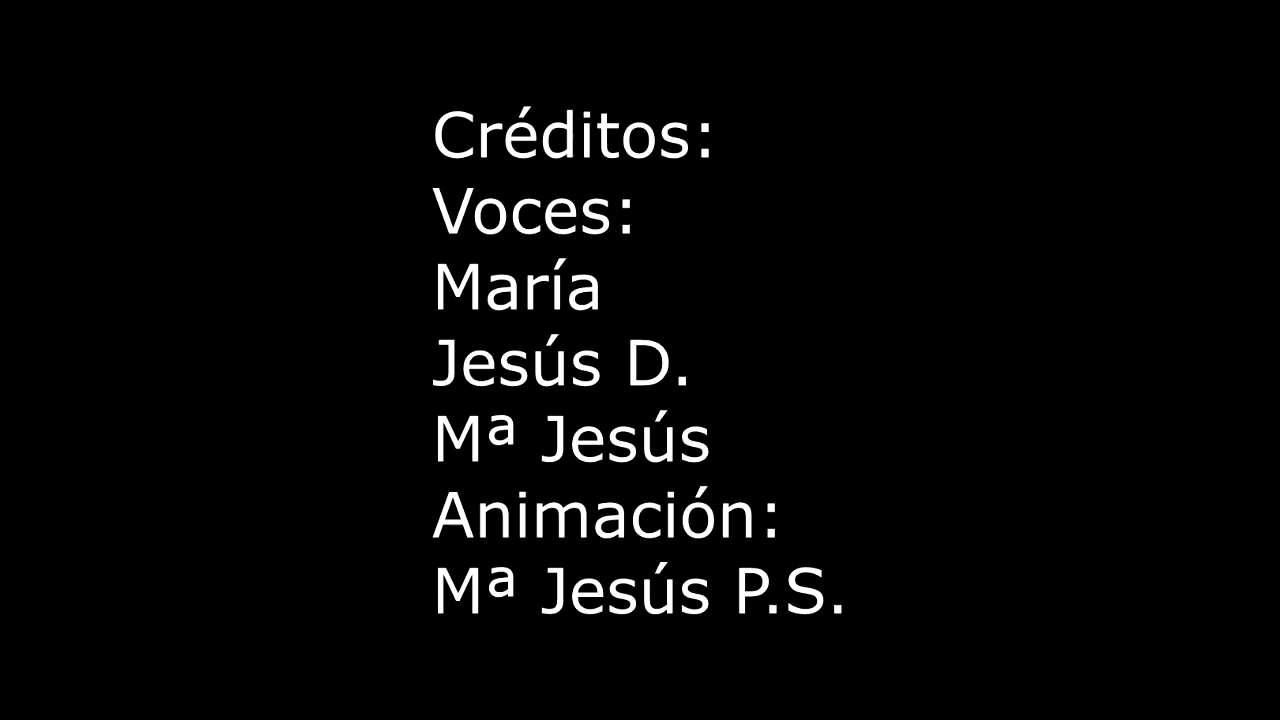 Créditos:
Voces:
María
Jesús D.
Mª Jesús
Animación:
Mª Jesús P.S.